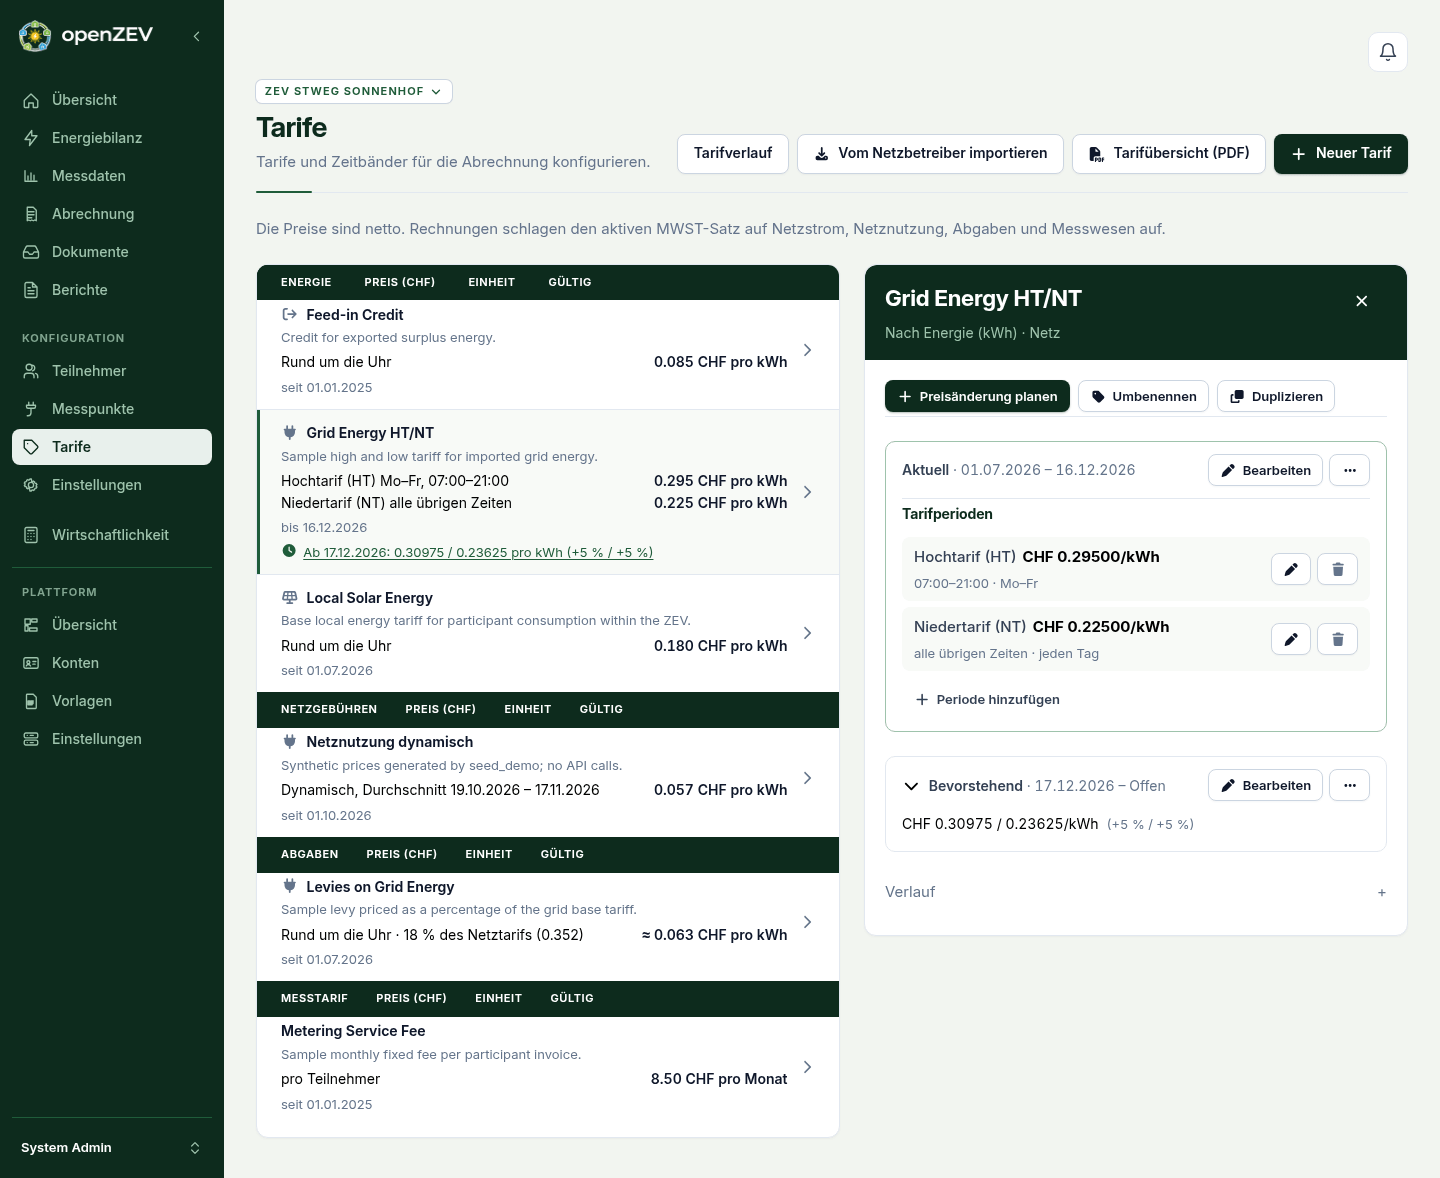 openZEV
Übersicht
Energiebilanz
Messdaten
Abrechnung
Dokumente
Berichte
KONFIGURATION
Teilnehmer
Messpunkte
Tarife
Einstellungen
Wirtschaftlichkeit
PLATTFORM
Übersicht
Konten
Vorlagen
Einstellungen
System Admin
ZEV STWEG SONNENHOF
Tarife
Tarife und Zeitbänder für die Abrechnung konfigurieren.
Tarifverlauf
Vom Netzbetreiber importieren
Tarifübersicht (PDF)
+ Neuer Tarif
Die Preise sind netto. Rechnungen schlagen den aktiven MWST-Satz auf Netzstrom, Netznutzung, Abgaben und Messwesen auf.
ENERGIE PREIS (CHF) EINHEIT GÜLTIG
Feed-in Credit
Credit for exported surplus energy.
Rund um die Uhr 0.085 CHF pro kWh
seit 01.01.2025
Grid Energy HT/NT
Sample high and low tariff for imported grid energy.
Hochtarif (HT) Mo–Fr, 07:00–21:00 0.295 CHF pro kWh
Niedertarif (NT) alle übrigen Zeiten 0.225 CHF pro kWh
bis 16.12.2026
Ab 17.12.2026: 0.30975 / 0.23625 pro kWh (+5 % / +5 %)
Local Solar Energy
Base local energy tariff for participant consumption within the ZEV.
Rund um die Uhr 0.180 CHF pro kWh
seit 01.07.2026
NETZGEBÜHREN PREIS (CHF) EINHEIT GÜLTIG
Netznutzung dynamisch
Synthetic prices generated by seed_demo; no API calls.
Dynamisch, Durchschnitt 19.10.2026 – 17.11.2026 0.057 CHF pro kWh
seit 01.10.2026
ABGABEN PREIS (CHF) EINHEIT GÜLTIG
Levies on Grid Energy
Sample levy priced as a percentage of the grid base tariff.
Rund um die Uhr · 18 % des Netztarifs (0.352) ≈ 0.063 CHF pro kWh
seit 01.07.2026
MESSTARIF PREIS (CHF) EINHEIT GÜLTIG
Metering Service Fee
Sample monthly fixed fee per participant invoice.
pro Teilnehmer 8.50 CHF pro Monat
seit 01.01.2025
Grid Energy HT/NT
Nach Energie (kWh) · Netz
+ Preisänderung planen
Umbenennen
Duplizieren
Aktuell · 01.07.2026 – 16.12.2026
Bearbeiten
Tarifperioden
Hochtarif (HT) CHF 0.29500/kWh
07:00–21:00 · Mo–Fr
Niedertarif (NT) CHF 0.22500/kWh
alle übrigen Zeiten · jeden Tag
+ Periode hinzufügen
Bevorstehend · 17.12.2026 – Offen
Bearbeiten
CHF 0.30975 / 0.23625/kWh (+5 % / +5 %)
Verlauf +